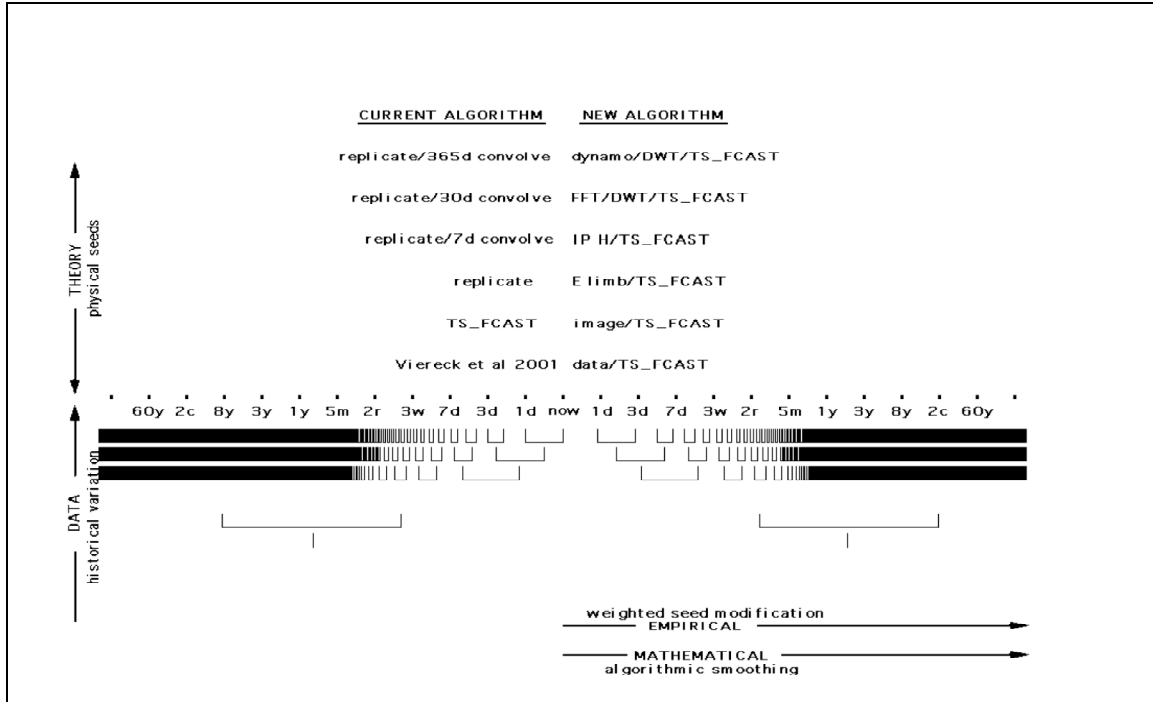 CURRENT ALGORITHM NEW ALGORITHM
replicate/365d convolve dynamo/DWT/TS_FCAST
replicate/30d convolve FFT/DWT/TS_FCAST
replicate/7d convolve IP H/TS_FCAST
replicate E limb/TS_FCAST
TS_FCAST image/TS_FCAST
Viereck et al 2001 data/TS_FCAST
THEORY
physical seeds
60y 2c 8y 3y 1y 5m 2r 3w 7d 3d 1d now 1d 3d 7d 3w 2r 5m 1y 3y 8y 2c 60y
DATA
historical variation
weighted seed modification
EMPIRICAL
MATHEMATICAL
algorithmic smoothing